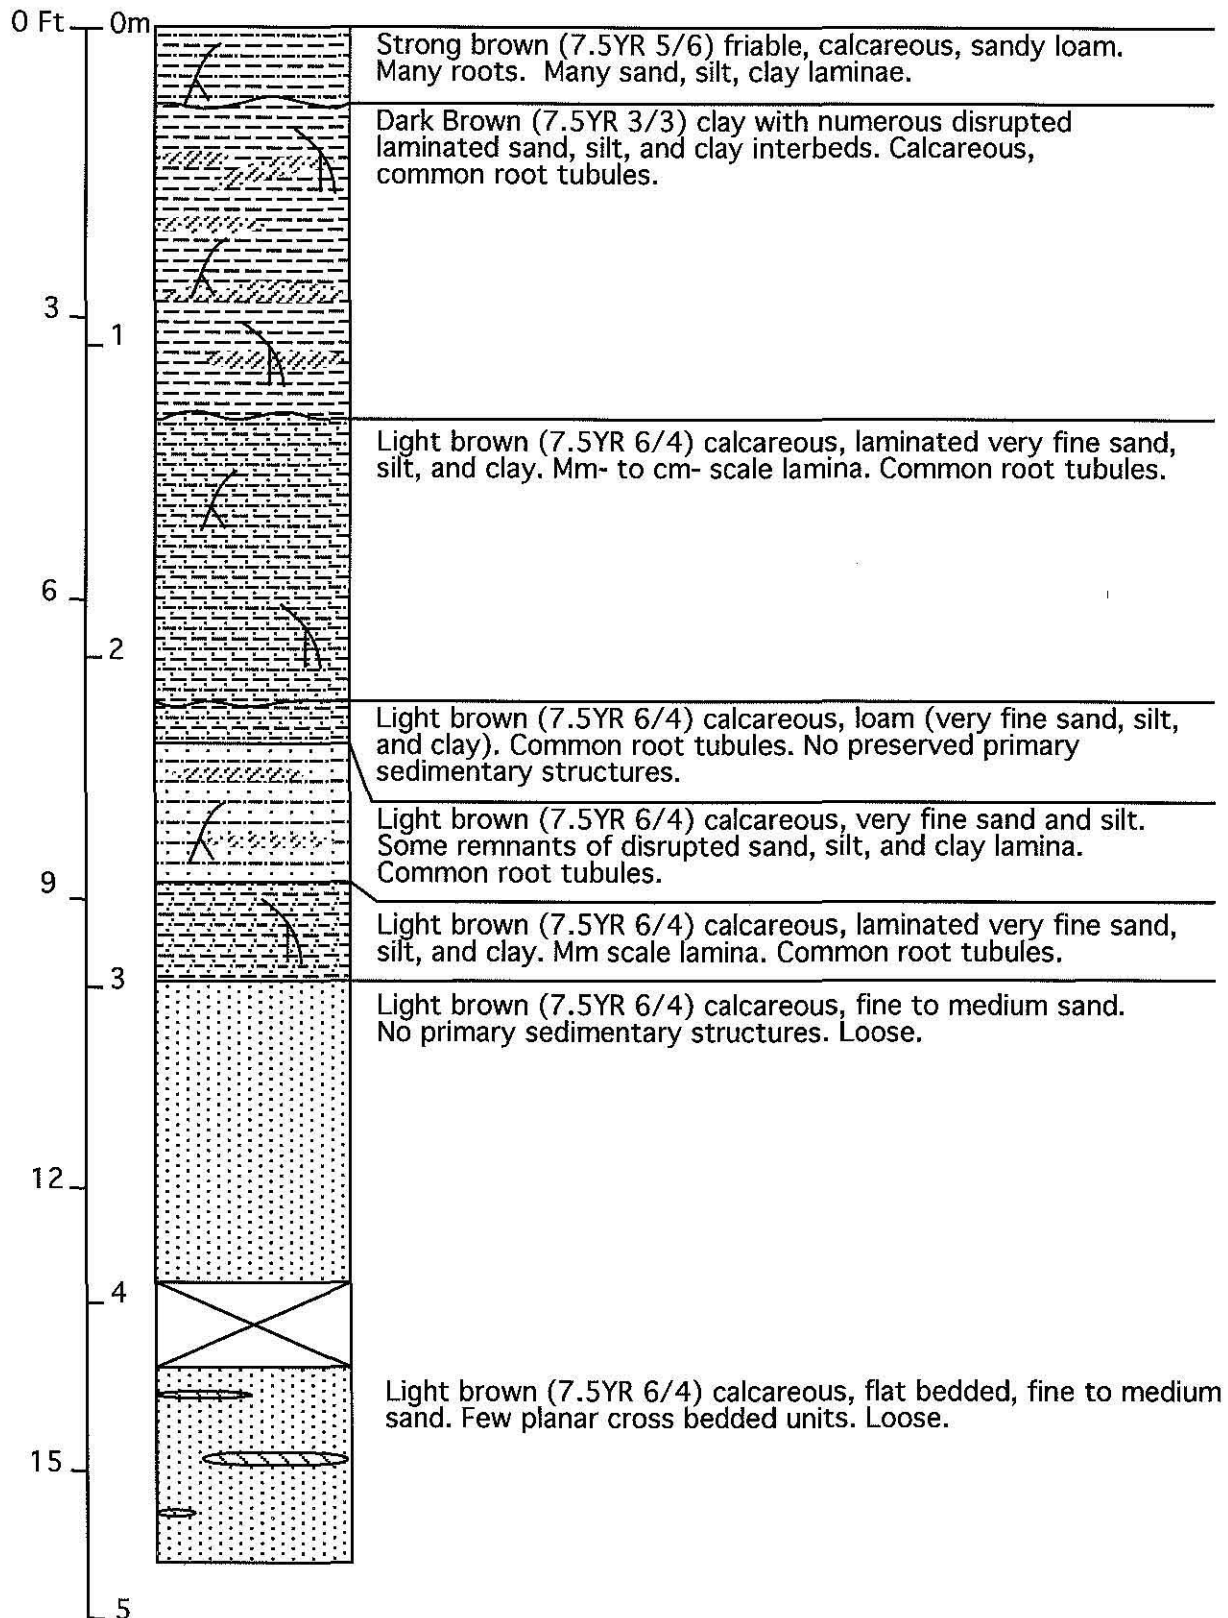 0 Ft. 0m
Strong brown (7.5YR 5/6) friable, calcareous, sandy loam.
Many roots. Many sand, silt, clay laminae.
Dark Brown (7.5YR 3/3) clay with numerous disrupted
laminated sand, silt, and clay interbeds. Calcareous,
common root tubules.
3
1
Light brown (7.5YR 6/4) calcareous, laminated very fine sand,
silt, and clay. Mm- to cm- scale lamina. Common root tubules.
6
2
Light brown (7.5YR 6/4) calcareous, loam (very fine sand, silt,
and clay). Common root tubules. No preserved primary
sedimentary structures.
Light brown (7.5YR 6/4) calcareous, very fine sand and silt.
Some remnants of disrupted sand, silt, and clay lamina.
Common root tubules.
9
Light brown (7.5YR 6/4) calcareous, laminated very fine sand,
silt, and clay. Mm scale lamina. Common root tubules.
3
Light brown (7.5YR 6/4) calcareous, fine to medium sand.
No primary sedimentary structures. Loose.
12
4
Light brown (7.5YR 6/4) calcareous, flat bedded, fine to medium
sand. Few planar cross bedded units. Loose.
15
5